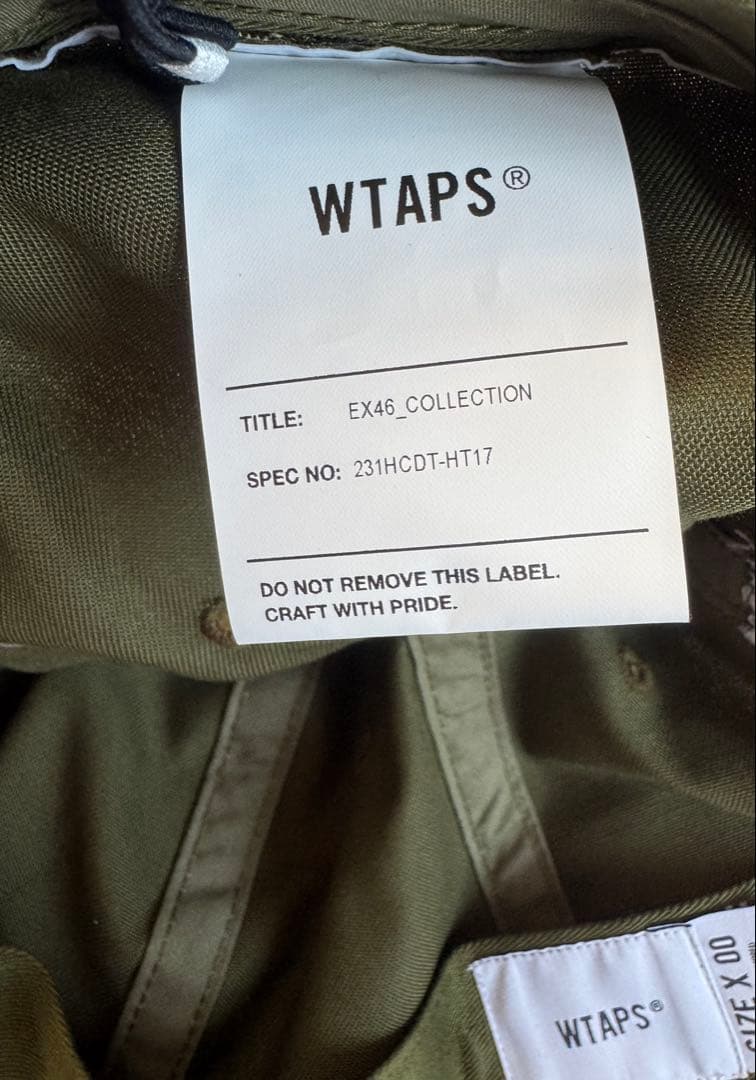 WTAPS®
TITLE: EX46_COLLECTION
SPEC NO: 231HCDT-HT17
DO NOT REMOVE THIS LABEL.
CRAFT WITH PRIDE.
WTAPS®
SIZE X 00